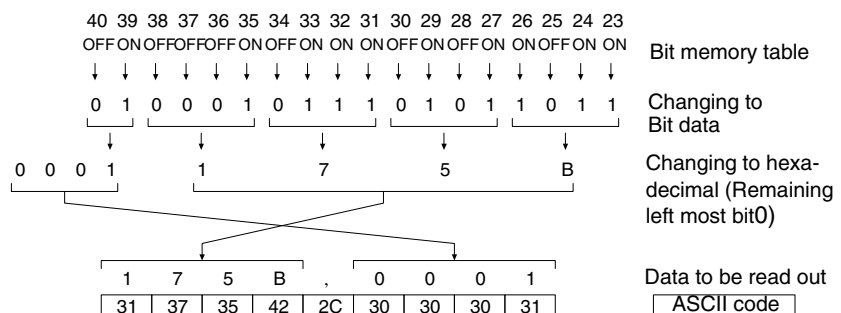 40 39 38 37 36 35 34 33 32 31 30 29 28 27 26 25 24 23
OFF ON OFF OFF OFF ON OFF ON ON ON OFF ON OFF ON ON OFF ON ON
Bit memory table
0 1 0 0 0 1 0 1 1 1 0 1 0 1 1 0 1 1
Changing to
Bit data
0 0 0 1 1 7 5 B
Changing to hexa-
decimal (Remaining
left most bit0)
1 7 5 B , 0 0 0 1
Data to be read out
31 37 35 42 2C 30 30 30 31
ASCII code